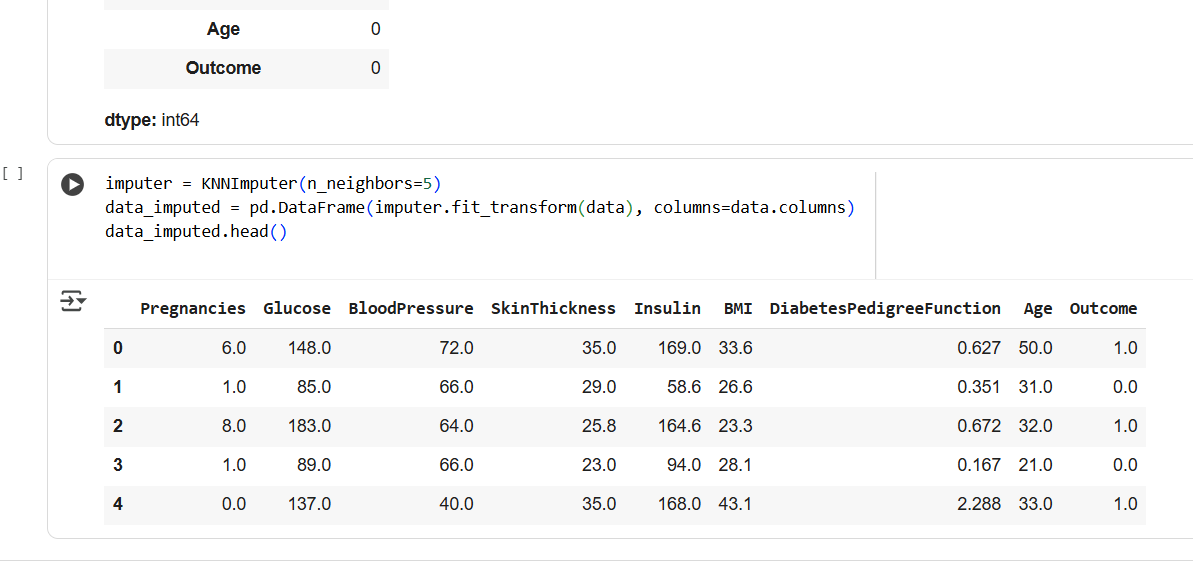 Age 0
Outcome 0
dtype: int64
[ ]
imputer = KNNImputer(n_neighbors=5)
data_imputed = pd.DataFrame(imputer.fit_transform(data), columns=data.columns)
data_imputed.head()
Pregnancies Glucose BloodPressure SkinThickness Insulin BMI DiabetesPedigreeFunction Age Outcome
0 6.0 148.0 72.0 35.0 169.0 33.6 0.627 50.0 1.0
1 1.0 85.0 66.0 29.0 58.6 26.6 0.351 31.0 0.0
2 8.0 183.0 64.0 25.8 164.6 23.3 0.672 32.0 1.0
3 1.0 89.0 66.0 23.0 94.0 28.1 0.167 21.0 0.0
4 0.0 137.0 40.0 35.0 168.0 43.1 2.288 33.0 1.0